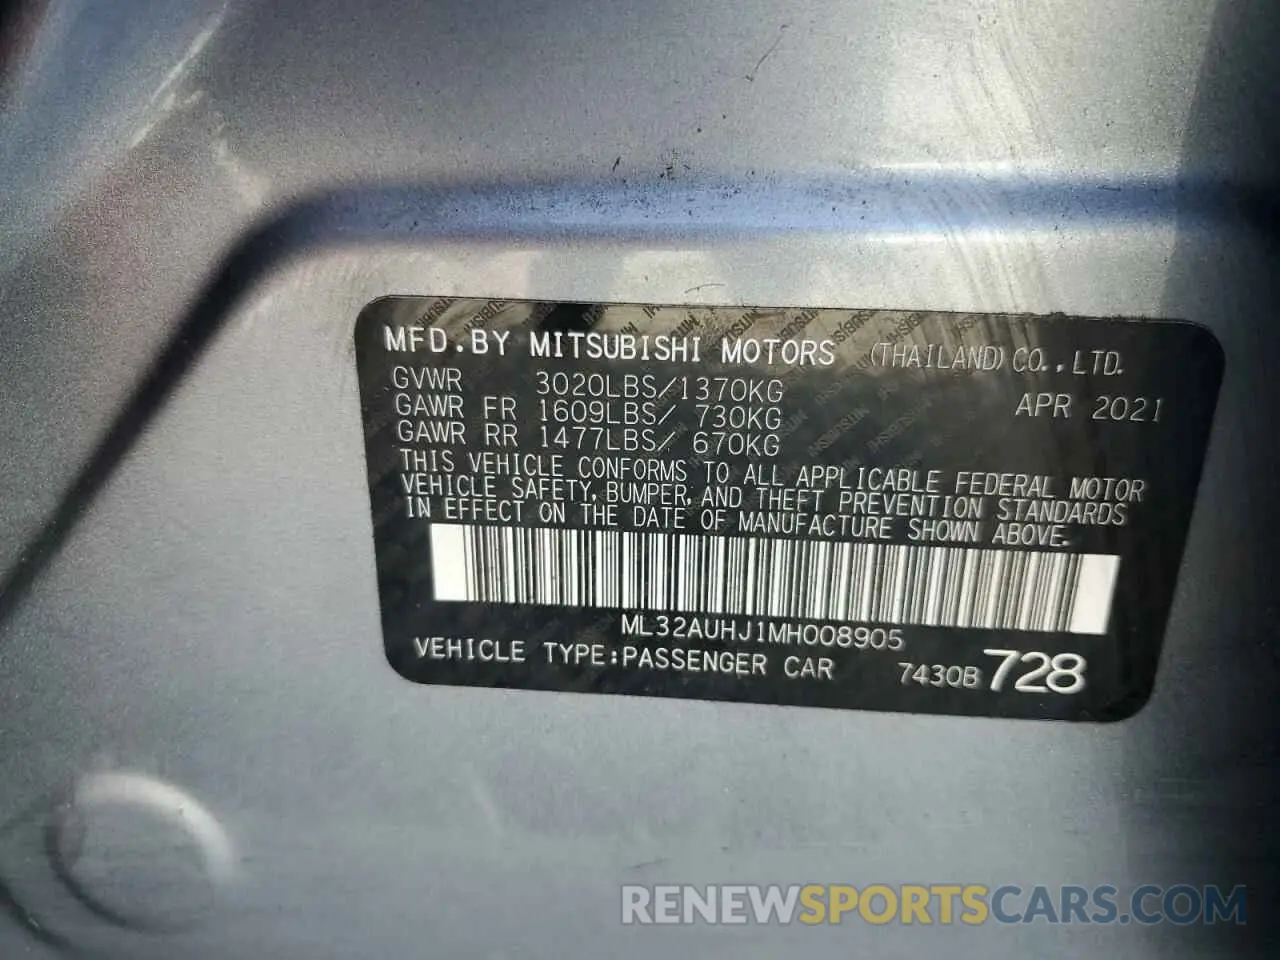 MFD.BY MITSUBISHI MOTORS (THAILAND) CO., LTD.
GVWR 3020LBS/1370KG APR 2021
GAWR FR 1609LBS/ 730KG
GAWR RR 1477LBS/ 670KG
THIS VEHICLE CONFORMS TO ALL APPLICABLE FEDERAL MOTOR
VEHICLE SAFETY, BUMPER, AND THEFT PREVENTION STANDARDS
IN EFFECT ON THE DATE OF MANUFACTURE SHOWN ABOVE.
ML32AUHJ1MH008905
VEHICLE TYPE:PASSENGER CAR 7430B 728
RENEWSPORTSCARS.COM